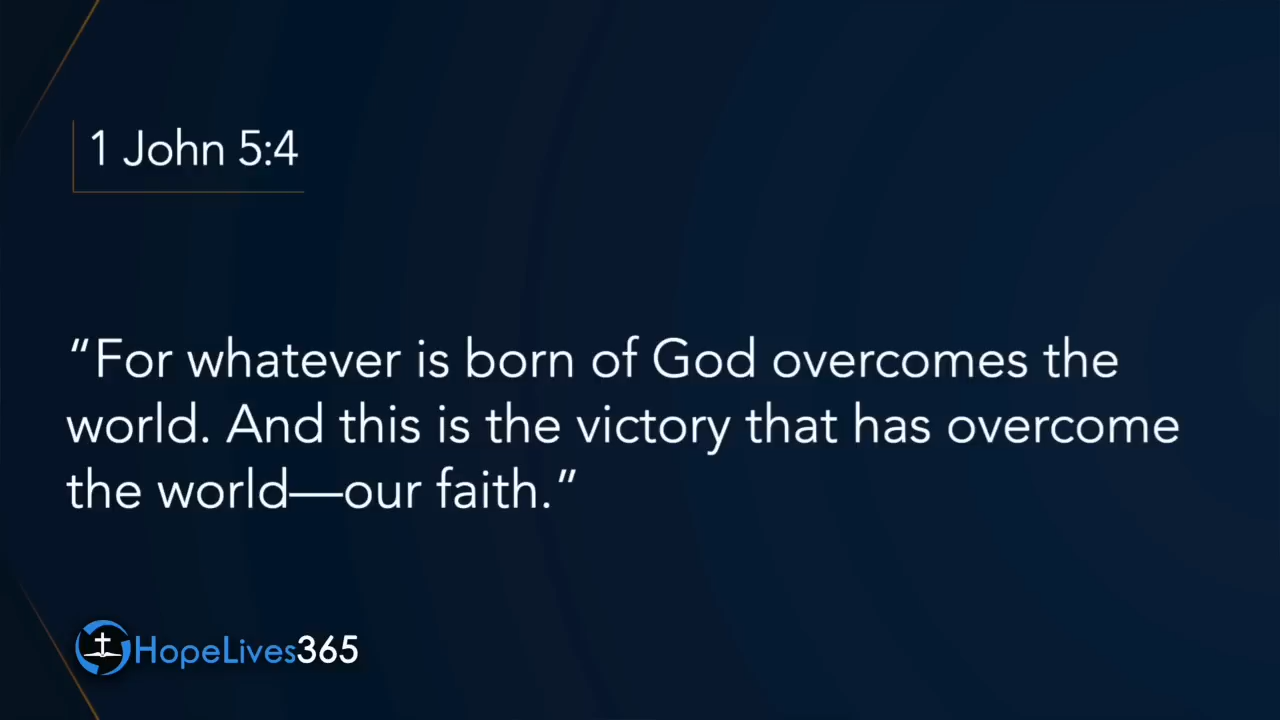 1 John 5:4
“For whatever is born of God overcomes the
world. And this is the victory that has overcome
the world—our faith.”
HopeLives365